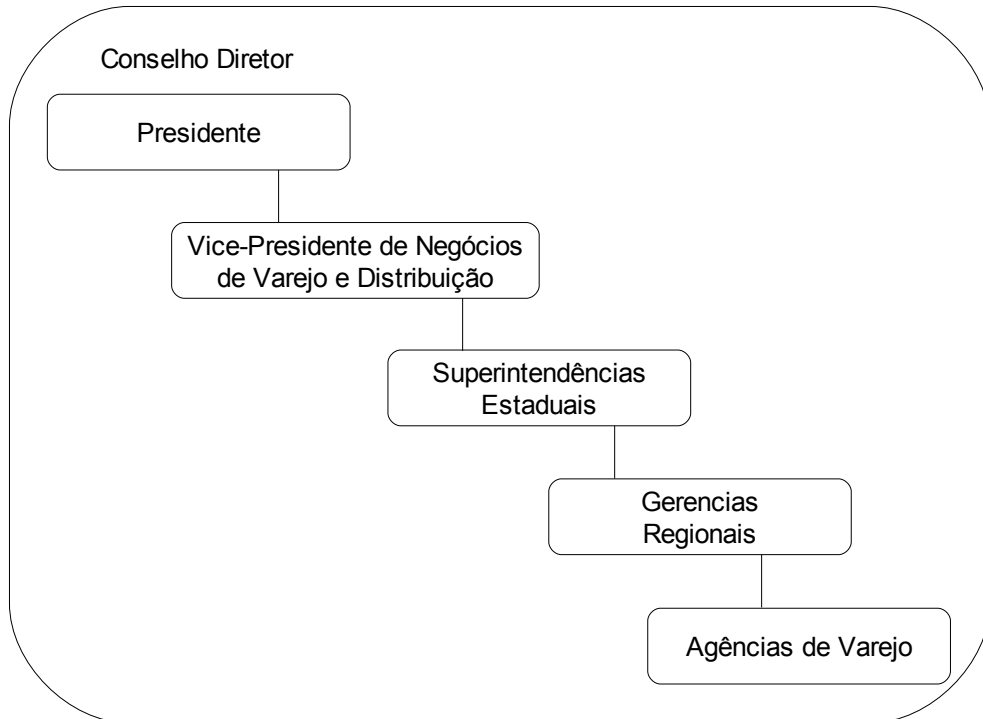 Conselho Diretor
Presidente
Vice-Presidente de Negócios
de Varejo e Distribuição
Superintendências
Estaduais
Gerencias
Regionais
Agências de Varejo